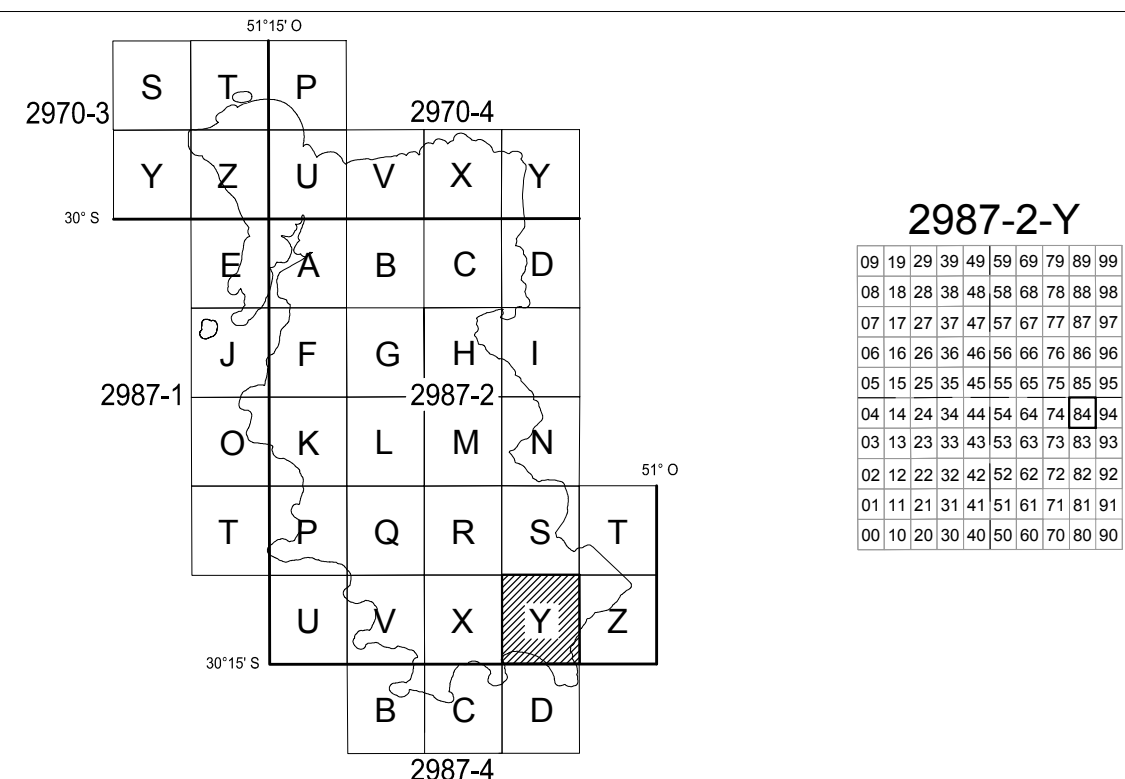 51°15' O
S T P
2970-3
2970-4
Y Z U V X Y
30° S
E A B C D
J F G H I
2987-1
2987-2
O K L M N
51° O
T P Q R S T
U V X Y Z
30°15' S
B C D
2987-4
2987-2-Y
09 19 29 39 49 59 69 79 89 99
08 18 28 38 48 58 68 78 88 98
07 17 27 37 47 57 67 77 87 97
06 16 26 36 46 56 66 76 86 96
05 15 25 35 45 55 65 75 85 95
04 14 24 34 44 54 64 74 84 94
03 13 23 33 43 53 63 73 83 93
02 12 22 32 42 52 62 72 82 92
01 11 21 31 41 51 61 71 81 91
00 10 20 30 40 50 60 70 80 90